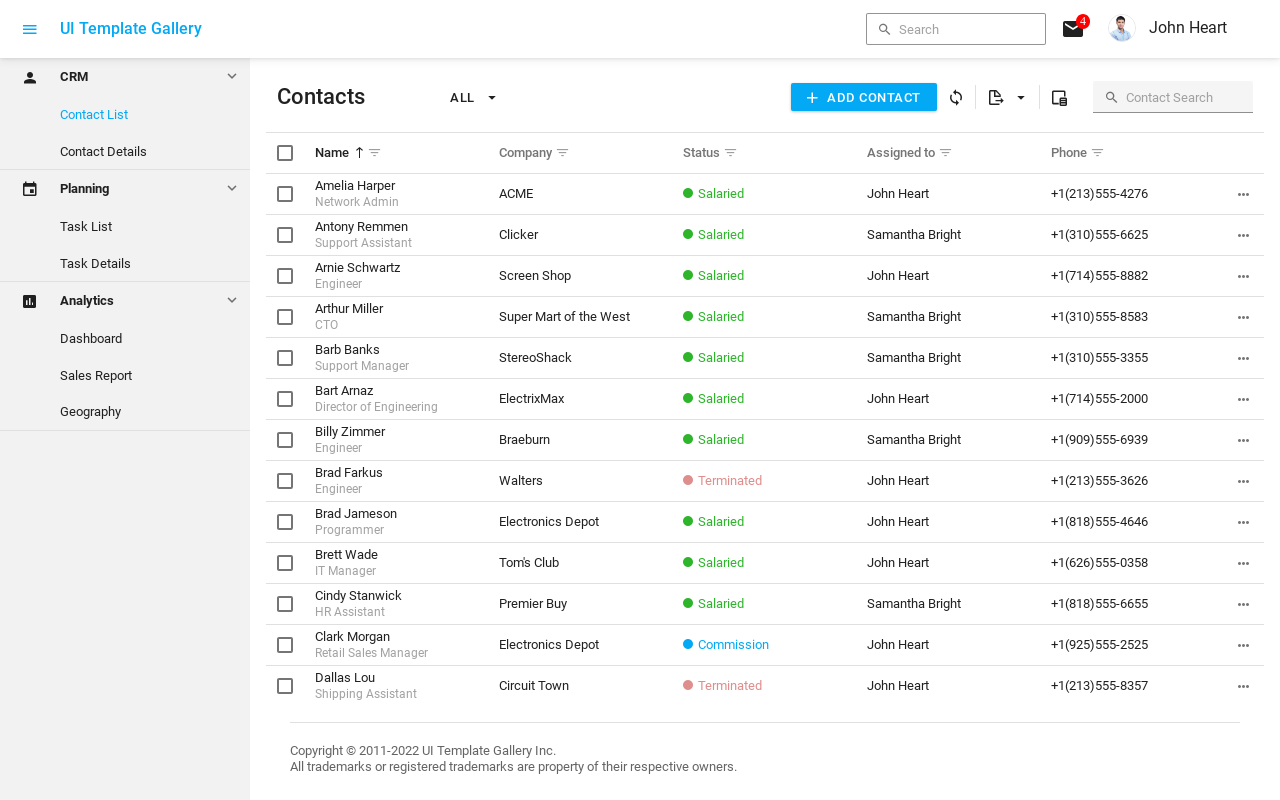 UI Template Gallery
Search
4
John Heart
CRM
Contact List
Contact Details
Planning
Task List
Task Details
Analytics
Dashboard
Sales Report
Geography
Contacts
ALL
ADD CONTACT
Contact Search
Name Company Status Assigned to Phone
Amelia Harper
Network Admin
ACME Salaried John Heart +1(213)555-4276
Antony Remmen
Support Assistant
Clicker Salaried Samantha Bright +1(310)555-6625
Arnie Schwartz
Engineer
Screen Shop Salaried John Heart +1(714)555-8882
Arthur Miller
CTO
Super Mart of the West Salaried Samantha Bright +1(310)555-8583
Barb Banks
Support Manager
StereoShack Salaried Samantha Bright +1(310)555-3355
Bart Arnaz
Director of Engineering
ElectrixMax Salaried John Heart +1(714)555-2000
Billy Zimmer
Engineer
Braeburn Salaried Samantha Bright +1(909)555-6939
Brad Farkus
Engineer
Walters Terminated John Heart +1(213)555-3626
Brad Jameson
Programmer
Electronics Depot Salaried John Heart +1(818)555-4646
Brett Wade
IT Manager
Tom's Club Salaried John Heart +1(626)555-0358
Cindy Stanwick
HR Assistant
Premier Buy Salaried Samantha Bright +1(818)555-6655
Clark Morgan
Retail Sales Manager
Electronics Depot Commission John Heart +1(925)555-2525
Dallas Lou
Shipping Assistant
Circuit Town Terminated John Heart +1(213)555-8357
Copyright © 2011-2022 UI Template Gallery Inc.
All trademarks or registered trademarks are property of their respective owners.